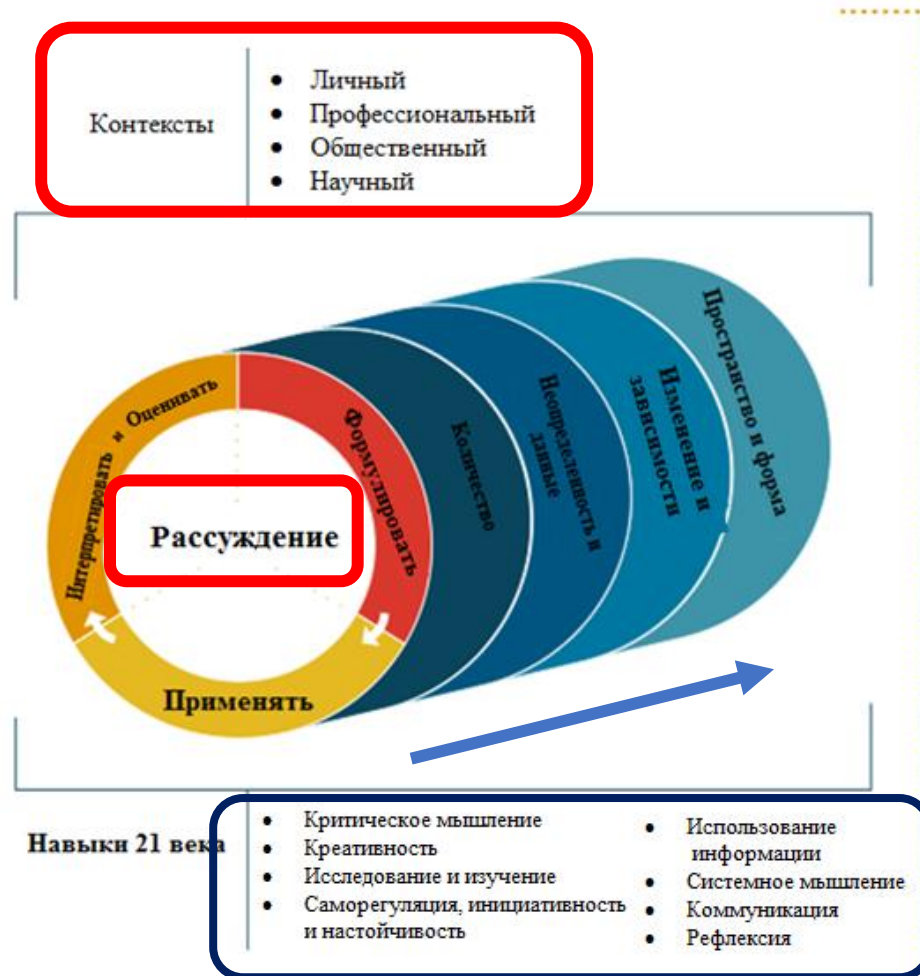 Контексты
• Личный
• Профессиональный
• Общественный
• Научный
Интерпретировать и Оценивать
Формулировать
Рассуждение
Применять
Количество
Неопределенность и
данные
Изменение и
зависимости
Пространство и форма
Навыки 21 века
• Критическое мышление
• Креативность
• Исследование и изучение
• Саморегуляция, инициативность
и настойчивость
• Использование
информации
• Системное мышление
• Коммуникация
• Рефлексия